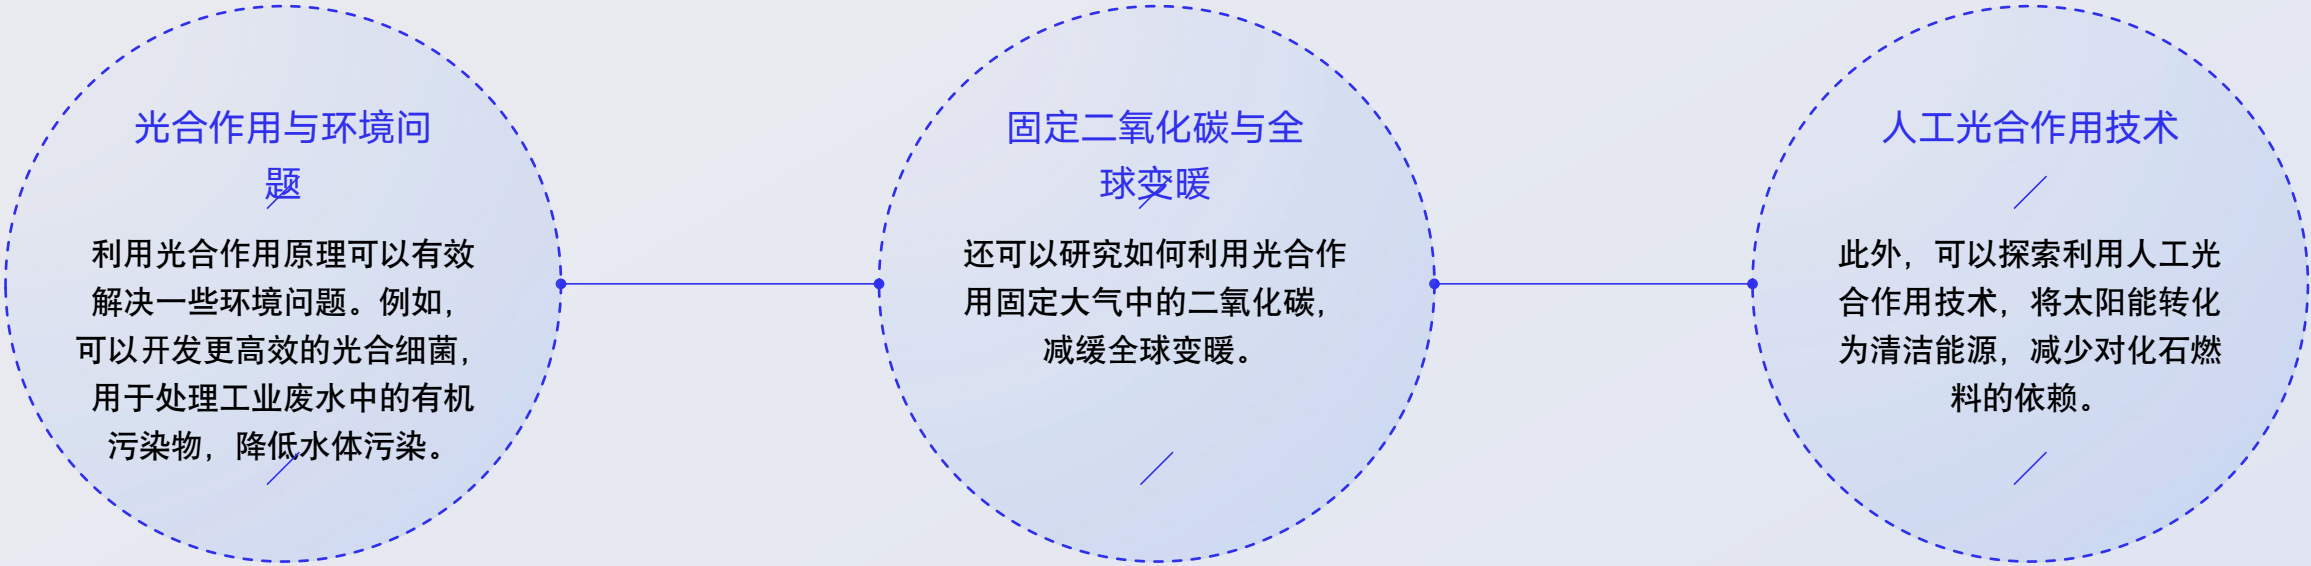 光合作用与环境问
题
利用光合作用原理可以有效
解决一些环境问题。例如，
可以开发更高效的光合细菌，
用于处理工业废水中的有机
污染物，降低水体污染。
固定二氧化碳与全
球变暖
还可以研究如何利用光合作
用固定大气中的二氧化碳，
减缓全球变暖。
人工光合作用技术
此外，可以探索利用人工光
合作用技术，将太阳能转化
为清洁能源，减少对化石燃
料的依赖。